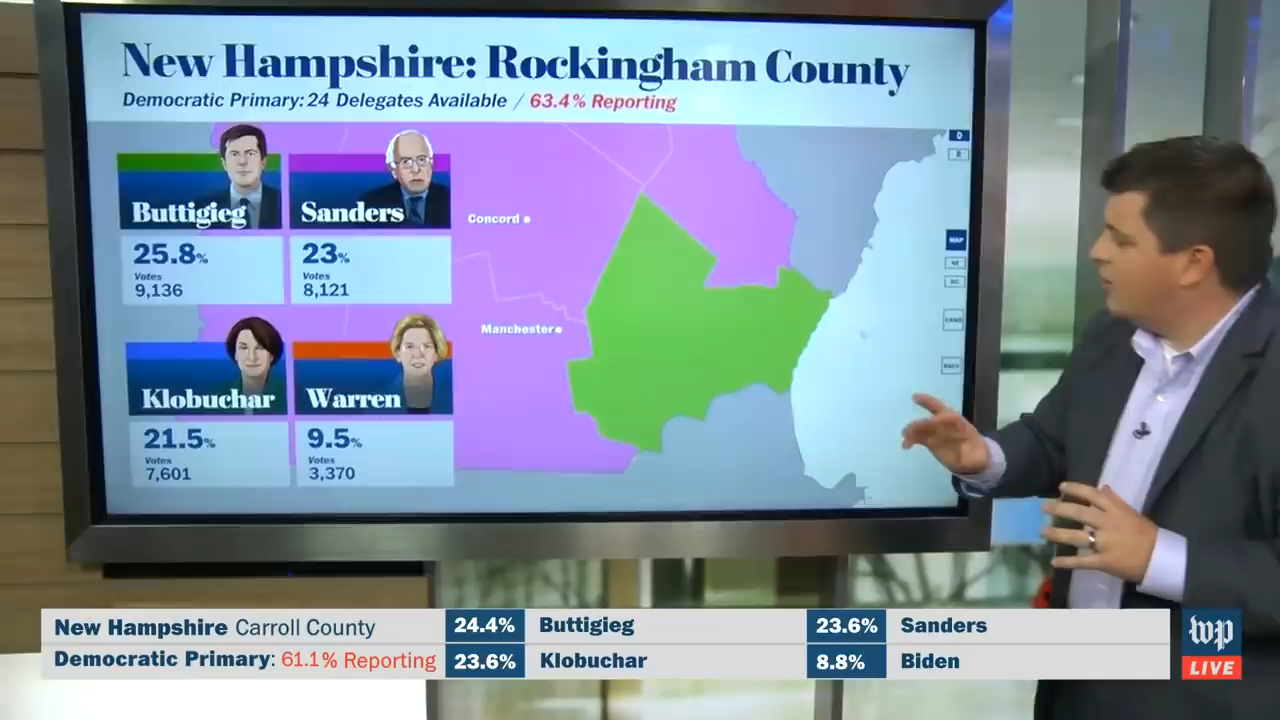 New Hampshire: Rockingham County
Democratic Primary: 24 Delegates Available / 63.4% Reporting
Buttigieg
25.8%
Votes
9,136
Sanders
23%
Votes
8,121
Klobuchar
21.5%
Votes
7,601
Warren
9.5%
Votes
3,370
Concord
Manchester
D
R
MAP
New Hampshire Carroll County
Democratic Primary: 61.1% Reporting
24.4% Buttigieg
23.6% Sanders
23.6% Klobuchar
8.8% Biden
wp
LIVE